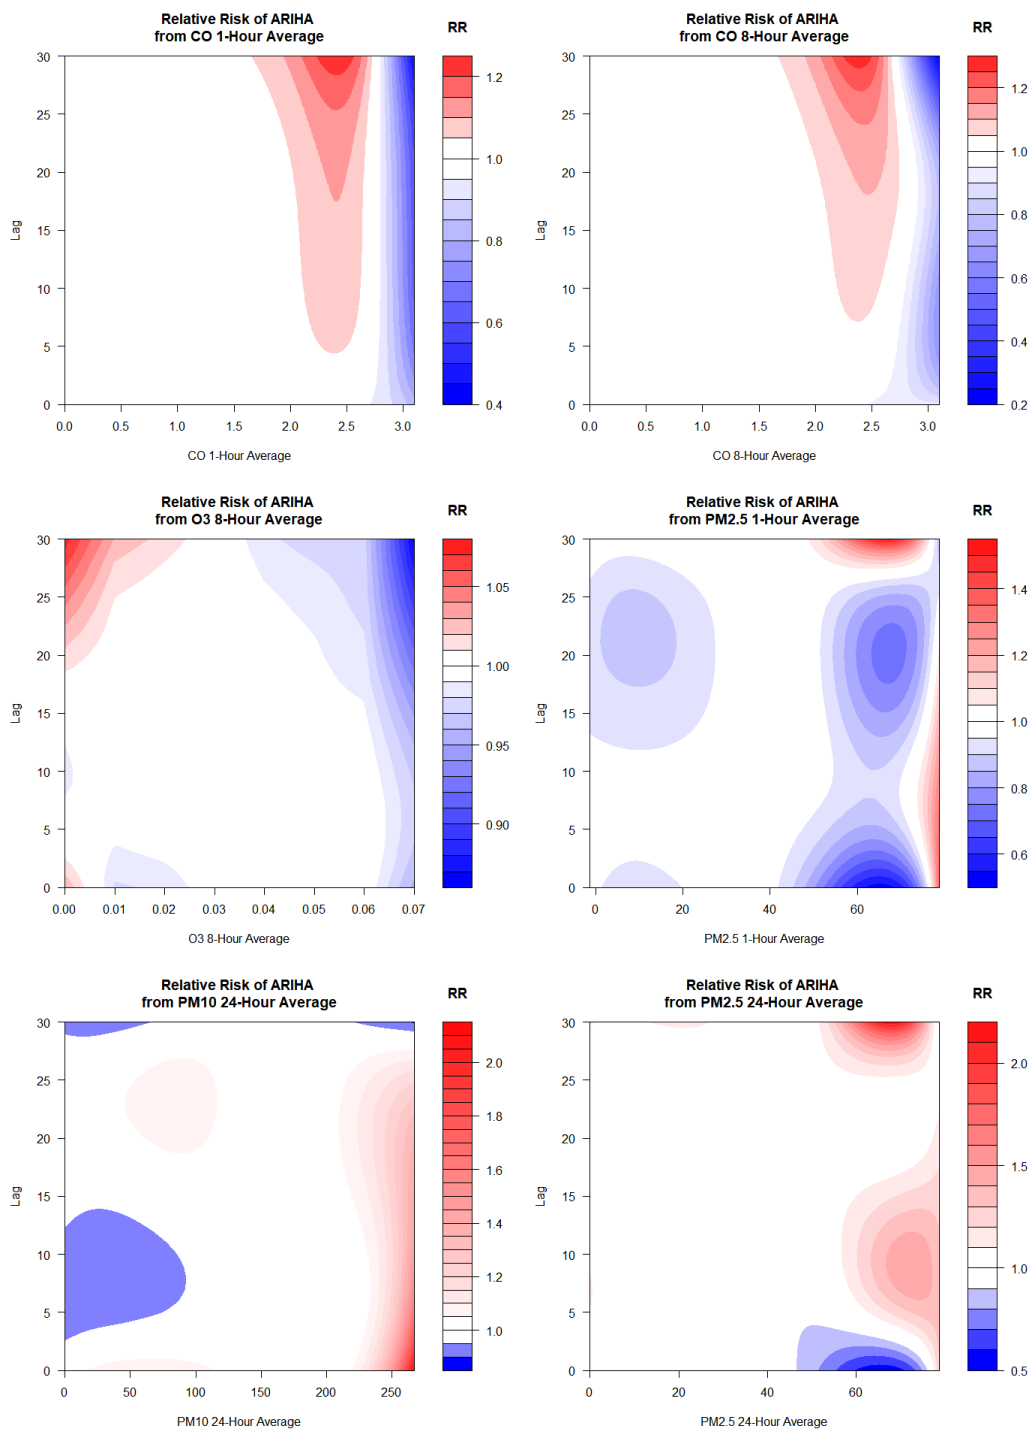 Relative Risk of ARIHA
from CO 1-Hour Average
RR
30
25
20
15
10
5
0
Lag
0.0 0.5 1.0 1.5 2.0 2.5 3.0
CO 1-Hour Average
1.2
1.0
0.8
0.6
0.4
Relative Risk of ARIHA
from CO 8-Hour Average
RR
30
25
20
15
10
5
0
Lag
0.0 0.5 1.0 1.5 2.0 2.5 3.0
CO 8-Hour Average
1.2
1.0
0.8
0.6
0.4
0.2
Relative Risk of ARIHA
from O3 8-Hour Average
RR
30
25
20
15
10
5
0
Lag
0.00 0.01 0.02 0.03 0.04 0.05 0.06 0.07
O3 8-Hour Average
1.05
1.00
0.95
0.90
Relative Risk of ARIHA
from PM2.5 1-Hour Average
RR
30
25
20
15
10
5
0
Lag
0 20 40 60
PM2.5 1-Hour Average
1.4
1.2
1.0
0.8
0.6
Relative Risk of ARIHA
from PM10 24-Hour Average
RR
30
25
20
15
10
5
0
Lag
0 50 100 150 200 250
PM10 24-Hour Average
2.0
1.8
1.6
1.4
1.2
1.0
Relative Risk of ARIHA
from PM2.5 24-Hour Average
RR
30
25
20
15
10
5
0
Lag
0 20 40 60
PM2.5 24-Hour Average
2.0
1.5
1.0
0.5